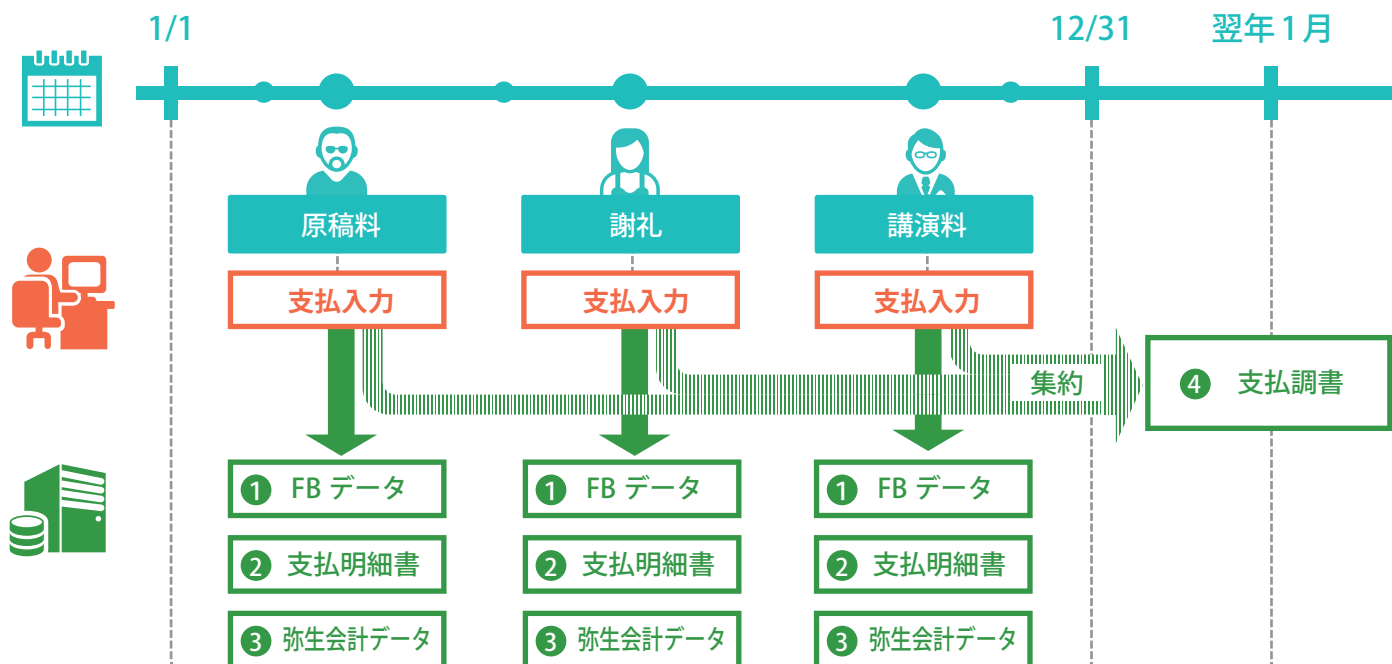 1/1
12/31
翌年1月
原稿料
謝礼
講演料
支払入力
支払入力
支払入力
集約
4 支払調書
1 FB データ
1 FB データ
1 FB データ
2 支払明細書
2 支払明細書
2 支払明細書
3 弥生会計データ
3 弥生会計データ
3 弥生会計データ